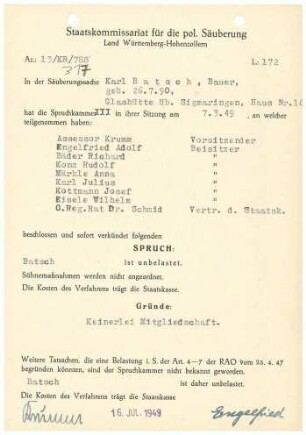 Staatskommissariat für die pol. Säuberung
Land Württemberg-Hohenzollern
Az: 13/KB/788
317
L 172
In der Säuberungssache Karl Batsch, Bauer,
geb. 26.7.90,
Glashütte Hb. Sigmaringen, Haus Nr.14
hat die Spruchkammer III in ihrer Sitzung am 7.3.49, an welcher
teilgenommen haben:
Assessor Krumm Vorsitzender
Engelfried Adolf Beisitzer
Bäder Richard "
Konz Rudolf "
Märkle Anna "
Karl Julius "
Kottmann Josef "
Eisele Wilhelm "
O.Reg.Rat Dr. Schmid Vertr. d. Staatsk.
beschlossen und sofort verkündet folgenden
SPRUCH:
Batsch ist unbelastet.
Sühnemaßnahmen werden nicht angeordnet.
Die Kosten des Verfahrens trägt die Staatskasse.
Gründe:
Keinerlei Mitgliedschaft.
Weitere Tatsachen, die eine Belastung i. S. der Art. 4—7 der RAO vom 25. 4. 47
begründen könnten, sind der Spruchkammer nicht bekannt geworden.
Batsch ist daher unbelastet.
Die Kosten des Verfahrens trägt die Staatskasse
16. JUL. 1949 Engelfried